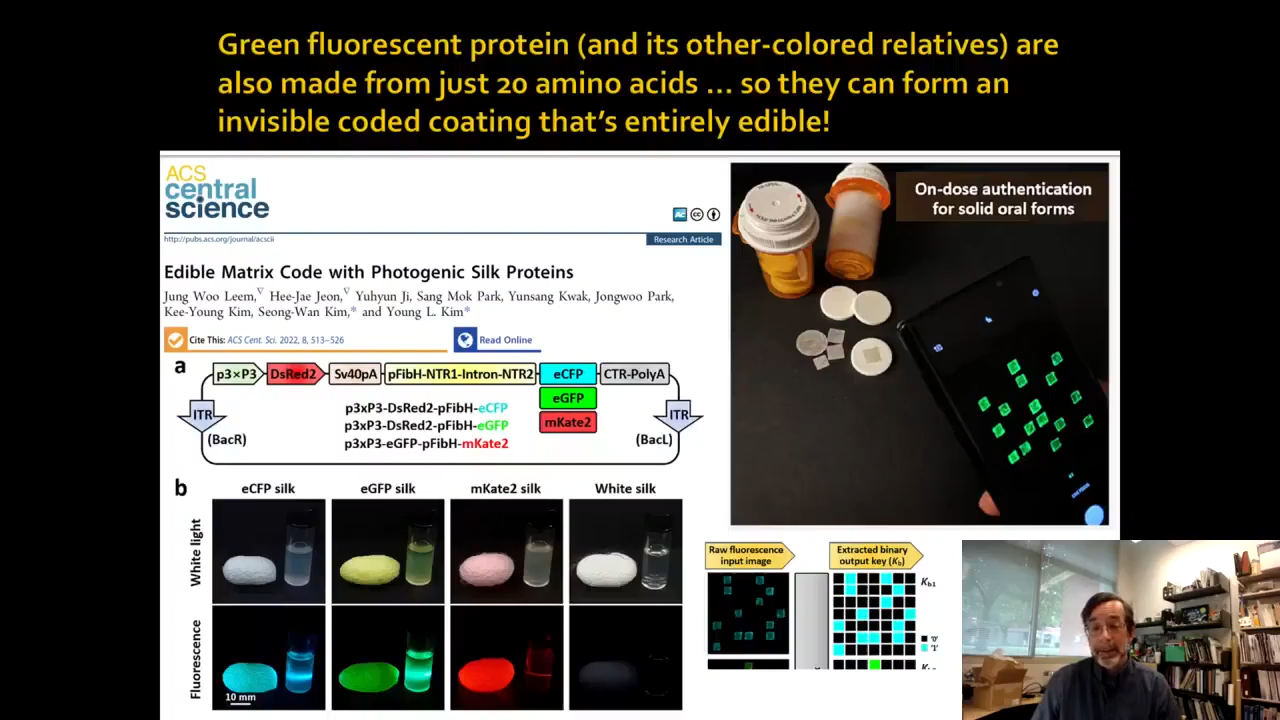 Green fluorescent protein (and its other-colored relatives) are
also made from just 20 amino acids ... so they can form an
invisible coded coating that's entirely edible!
ACS
central
science
AC cc
http://pubs.acs.org/journal/acscii
Research Article
Edible Matrix Code with Photogenic Silk Proteins
Jung Woo Leem,▽ Hee-Jae Jeon,▽ Yuhyun Ji, Sang Mok Park, Yunsang Kwak, Jongwoo Park,
Kee-Young Kim, Seong-Wan Kim,* and Young L. Kim*
Cite This: ACS Cent. Sci. 2022, 8, 513–526
Read Online
On-dose authentication
for solid oral forms
a
p3×P3 DsRed2 Sv40pA pFibH-NTR1-Intron-NTR2 eCFP CTR-PolyA
eGFP
mKate2
ITR
(BacR)
p3xP3-DsRed2-pFibH-eCFP
p3xP3-DsRed2-pFibH-eGFP
p3xP3-eGFP-pFibH-mKate2
ITR
(BacL)
b
eCFP silk eGFP silk mKate2 silk White silk
White light
Fluorescence
10 mm
Raw fluorescence
input image
Extracted binary
output key (Kb)
Kb1
'0'
'1'